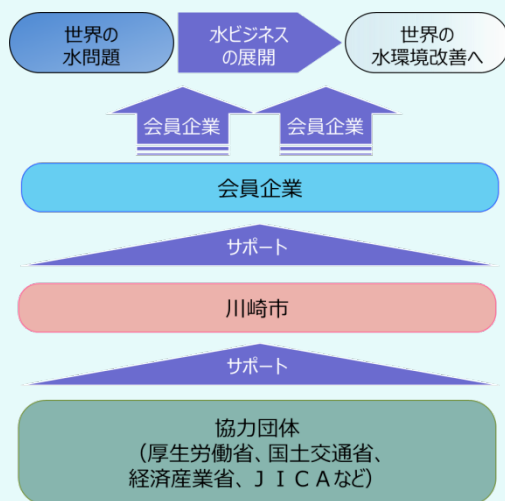 世界の
水問題
水ビジネス
の展開
世界の
水環境改善へ
会員企業
会員企業
会員企業
サポート
川崎市
サポート
協力団体
（厚生労働省、国土交通省、
経済産業省、ＪＩＣＡなど）